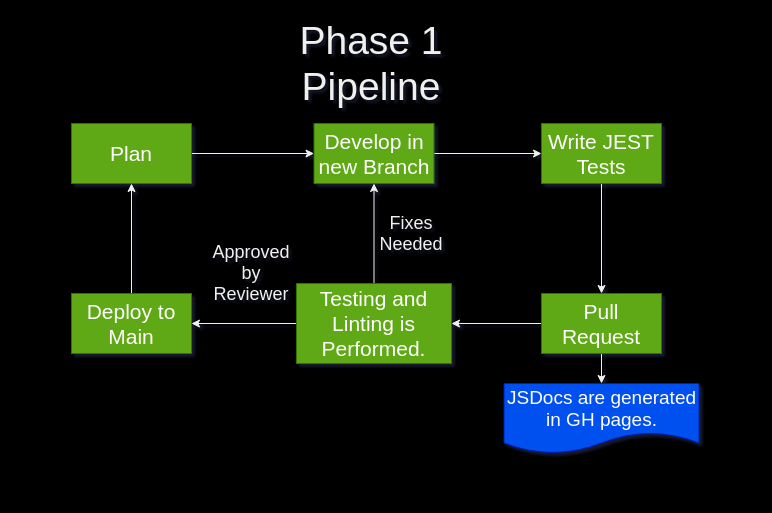 Phase 1
Pipeline
Plan
Develop in
new Branch
Write JEST
Tests
Fixes
Needed
Approved
by
Reviewer
Deploy to
Main
Testing and
Linting is
Performed.
Pull
Request
JSDocs are generated
in GH pages.